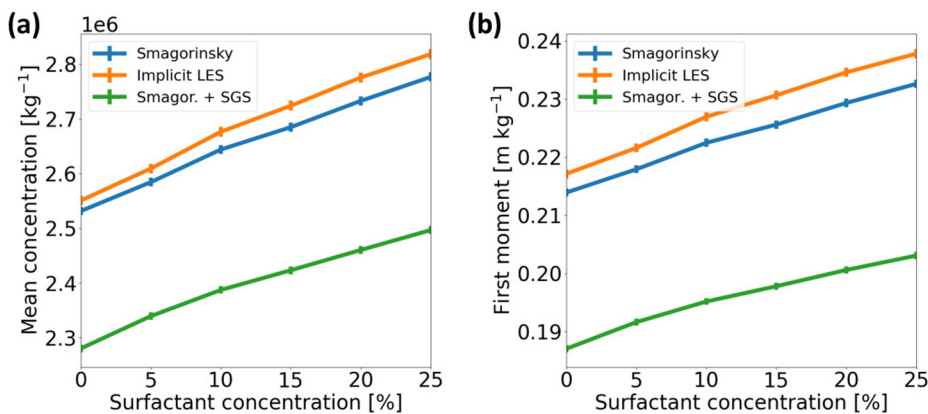 (a)
1e6
Mean concentration [kg⁻¹]
2.8
2.7
2.6
2.5
2.4
2.3
Smagorinsky
Implicit LES
Smagor. + SGS
0 5 10 15 20 25
Surfactant concentration [%]
(b)
First moment [m kg⁻¹]
0.24
0.23
0.22
0.21
0.20
0.19
Smagorinsky
Implicit LES
Smagor. + SGS
0 5 10 15 20 25
Surfactant concentration [%]